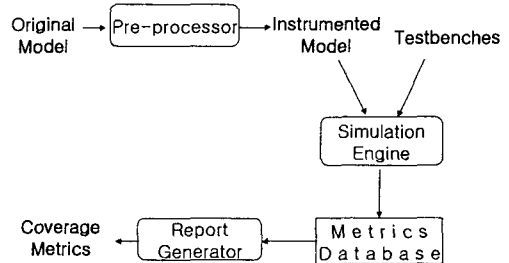 Original
Model
Pre-processor
Instrumented
Model
Testbenches
Simulation
Engine
Coverage
Metrics
Report
Generator
Metrics
Database